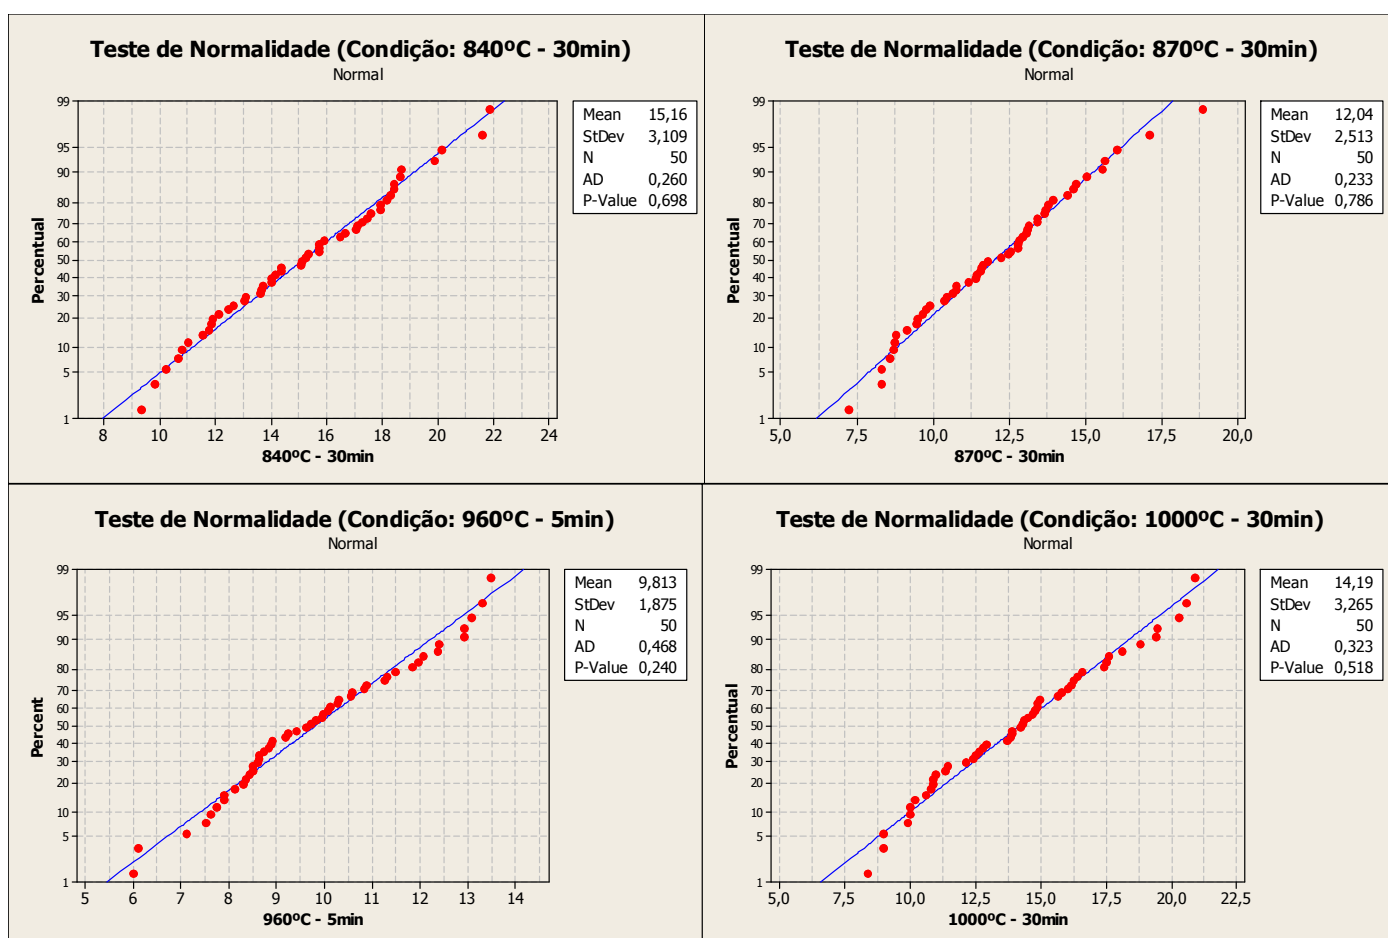 Teste de Normalidade (Condição: 840ºC - 30min)
Normal
Percentual
99
95
90
80
70
60
50
40
30
20
10
5
1
8 10 12 14 16 18 20 22 24
840ºC - 30min
Mean 15,16
StDev 3,109
N 50
AD 0,260
P-Value 0,698
Teste de Normalidade (Condição: 870ºC - 30min)
Normal
Percentual
99
95
90
80
70
60
50
40
30
20
10
5
1
5,0 7,5 10,0 12,5 15,0 17,5 20,0
870ºC - 30min
Mean 12,04
StDev 2,513
N 50
AD 0,233
P-Value 0,786
Teste de Normalidade (Condição: 960ºC - 5min)
Normal
Percent
99
95
90
80
70
60
50
40
30
20
10
5
1
5 6 7 8 9 10 11 12 13 14
960ºC - 5min
Mean 9,813
StDev 1,875
N 50
AD 0,468
P-Value 0,240
Teste de Normalidade (Condição: 1000ºC - 30min)
Normal
Percentual
99
95
90
80
70
60
50
40
30
20
10
5
1
5,0 7,5 10,0 12,5 15,0 17,5 20,0 22,5
1000ºC - 30min
Mean 14,19
StDev 3,265
N 50
AD 0,323
P-Value 0,518